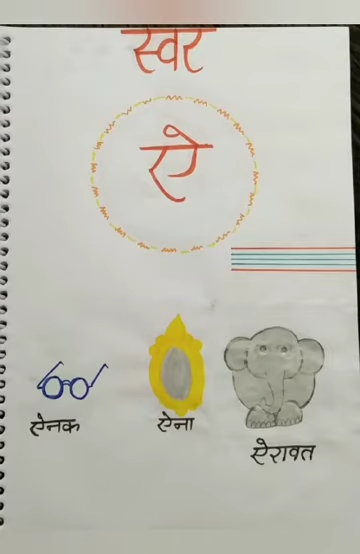 स्वर
ऐ
ऐनक
ऐना
ऐरावत